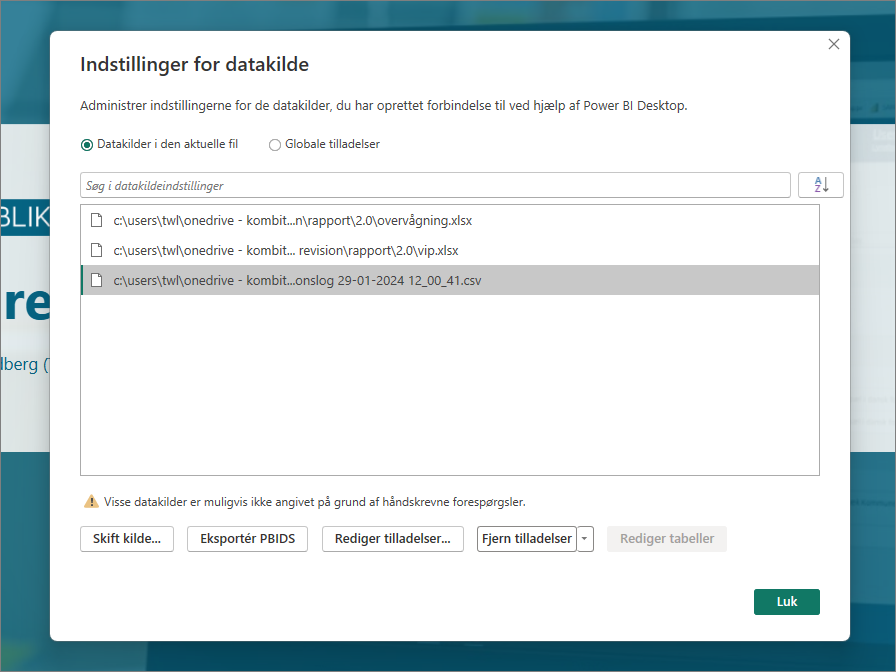 Indstillinger for datakilde
Administrer indstillingerne for de datakilder, du har oprettet forbindelse til ved hjælp af Power BI Desktop.
Datakilder i den aktuelle fil
Globale tilladelser
Søg i datakildeindstillinger
A
Z
c:\users\twl\onedrive - kombit...n\rapport\2.0\overvågning.xlsx
c:\users\twl\onedrive - kombit... revision\rapport\2.0\vip.xlsx
c:\users\twl\onedrive - kombit...onslog 29-01-2024 12_00_41.csv
BLIK
re
dberg (
Visse datakilder er muligvis ikke angivet på grund af håndskrevne forespørgsler.
Skift kilde...
Eksportér PBIDS
Rediger tilladelser...
Fjern tilladelser
Rediger tabeller
Luk